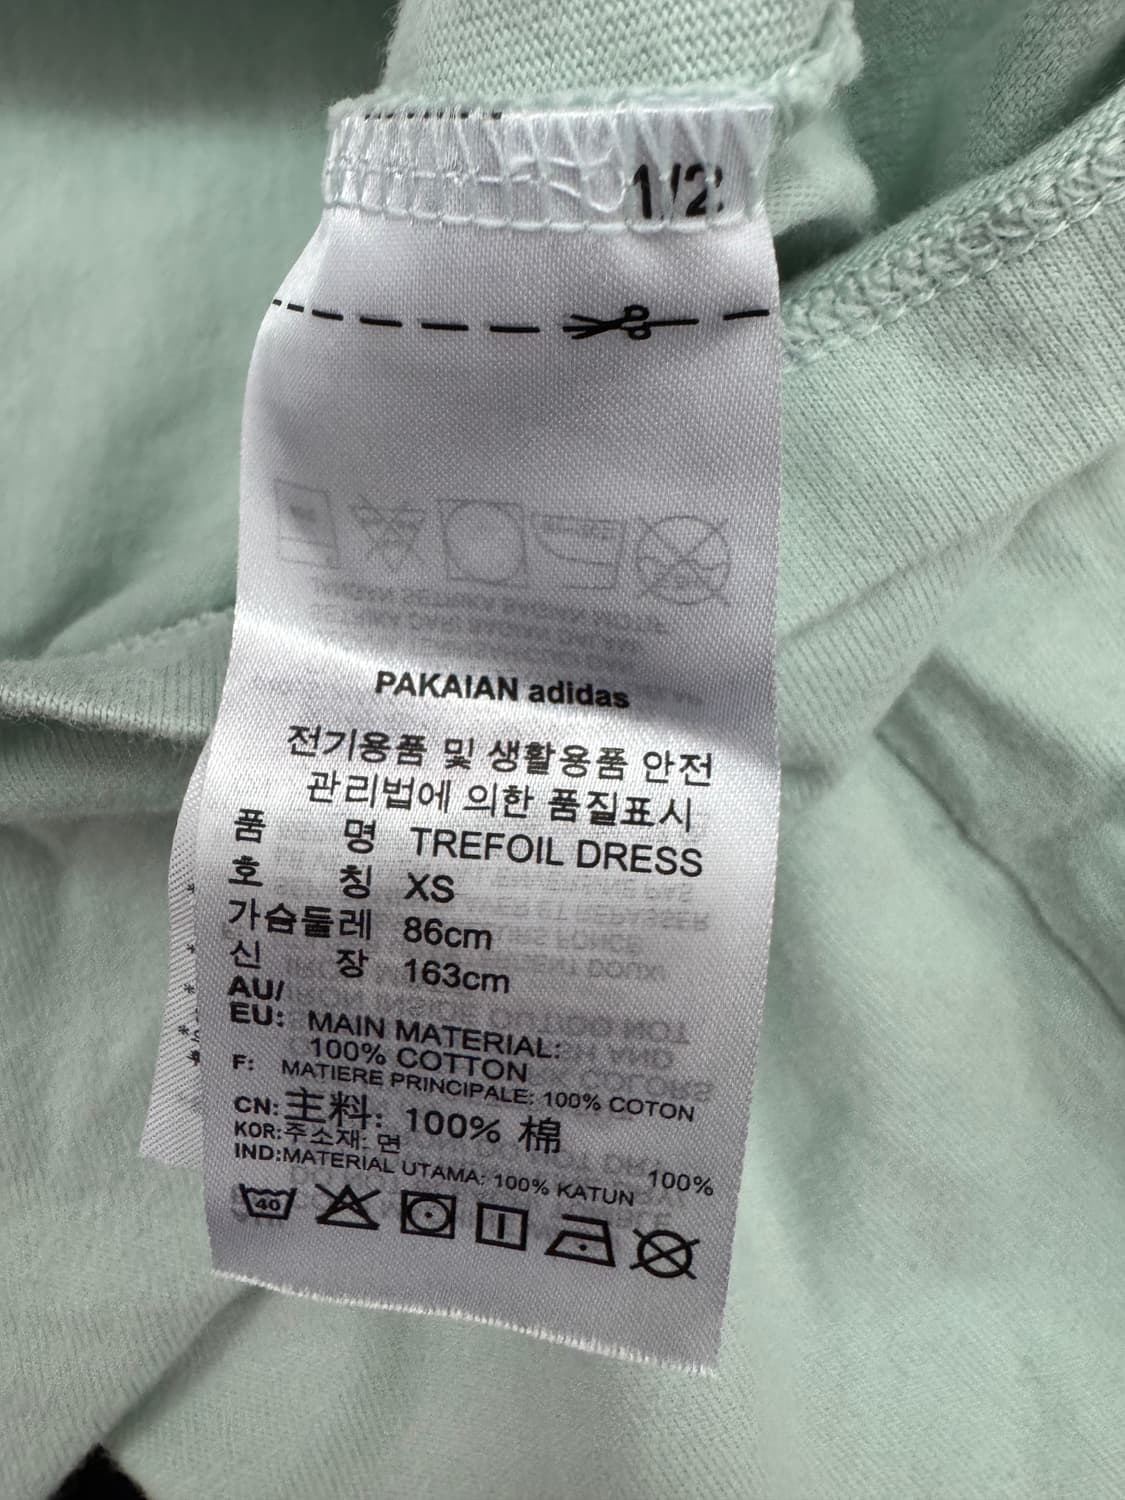 1/2
PAKAIAN adidas
전기용품 및 생활용품 안전
관리법에 의한 품질표시
품 명 TREFOIL DRESS
호 칭 XS
가슴둘레 86cm
신 장 163cm
AU/
EU: MAIN MATERIAL:
100% COTTON
F: MATIERE PRINCIPALE: 100% COTON
CN: 主料: 100% 棉
KOR:주소재: 면 100%
IND:MATERIAL UTAMA: 100% KATUN
40